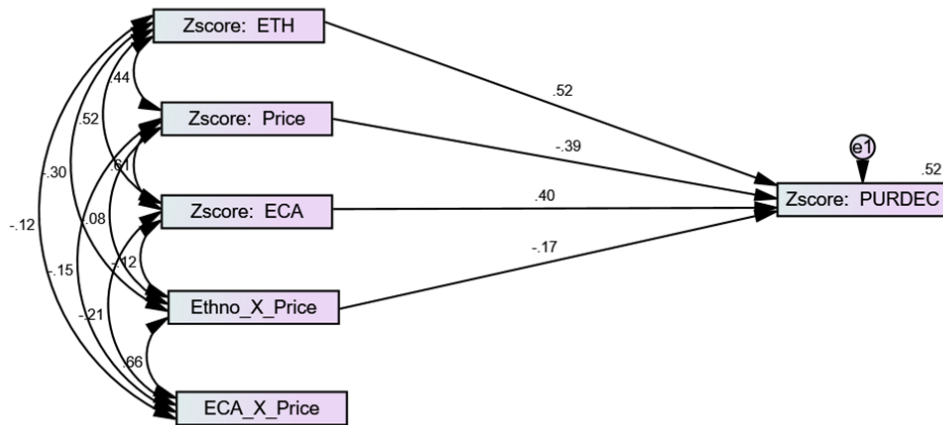 Zscore: ETH
.44
.52
.52
Zscore: Price
-.39
e1
.52
.61
-.30
Zscore: ECA
.40
Zscore: PURDEC
-.12
.08
-.17
-.15
-.12
Ethno_X_Price
-.21
.66
ECA_X_Price